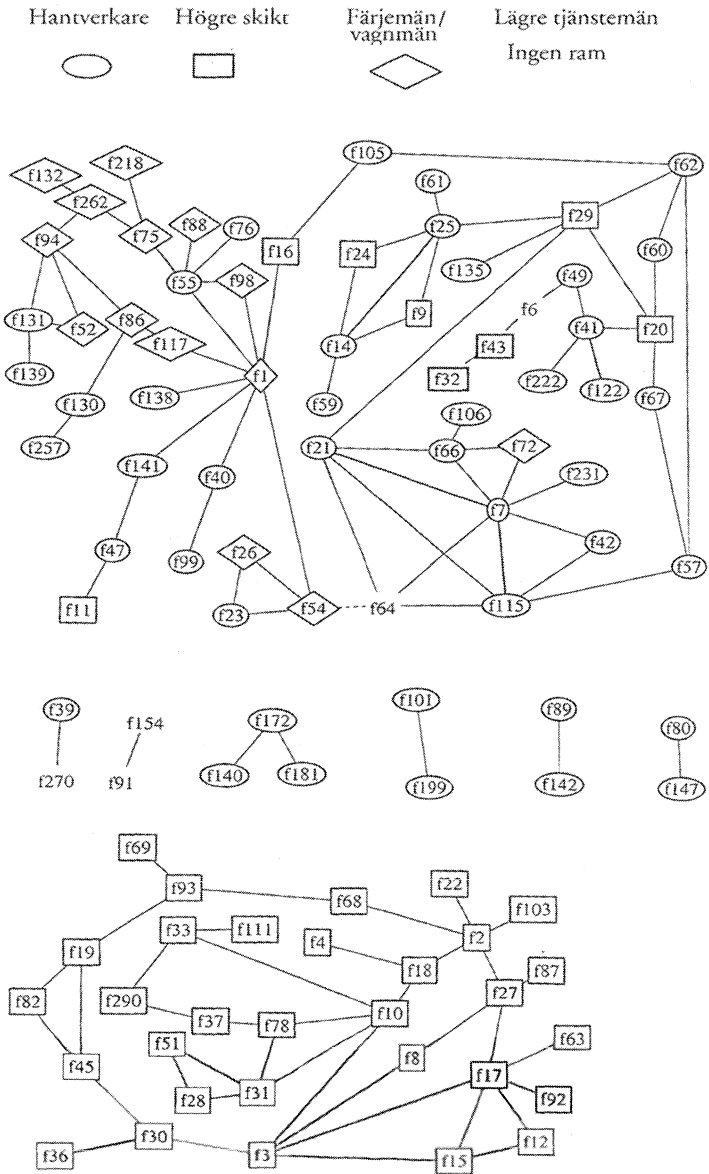 Hantverkare Högre skikt Färjemän/ Lägre tjänstemän
vagnmän
Ingen ram
f218
f105
f132
f62
f61
f262
f88 f76
f25 f29
f94 f75
f16 f24
f60
f135
f55 f98
f49
f6
f9
f131 f52 f86
f41 f20
f117
f14
f43
f139
f1
f32
f222 f122
f138
f67
f130
f59
f106
f257
f21 f66 f72
f141
f40
f231
f7
f47
f26
f42
f99
f57
f11
f23 f54 f64 f115
f39
f101
f89
f154
f172
f80
f270 f91
f140 f181
f199
f142
f147
f69
f93
f22
f68
f103
f33 f111
f4
f2
f19
f18
f87
f82 f290
f27
f37 f78
f10
f51
f8
f63
f45
f17
f28 f31
f92
f30
f12
f36
f3
f15